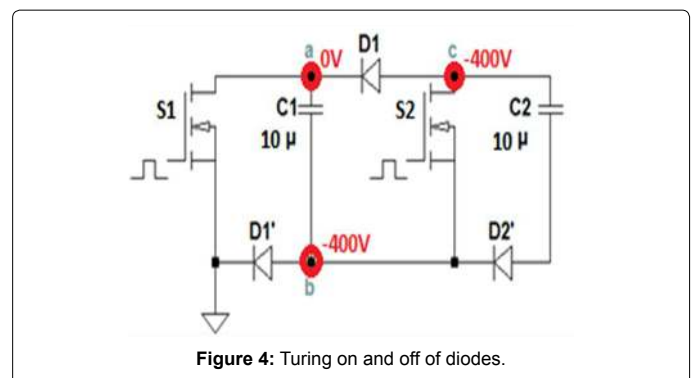 D1
a 0V c -400V
S1 C1 S2 C2
10 µ 10 µ
D1' -400V D2'
b
Figure 4: Turing on and off of diodes.